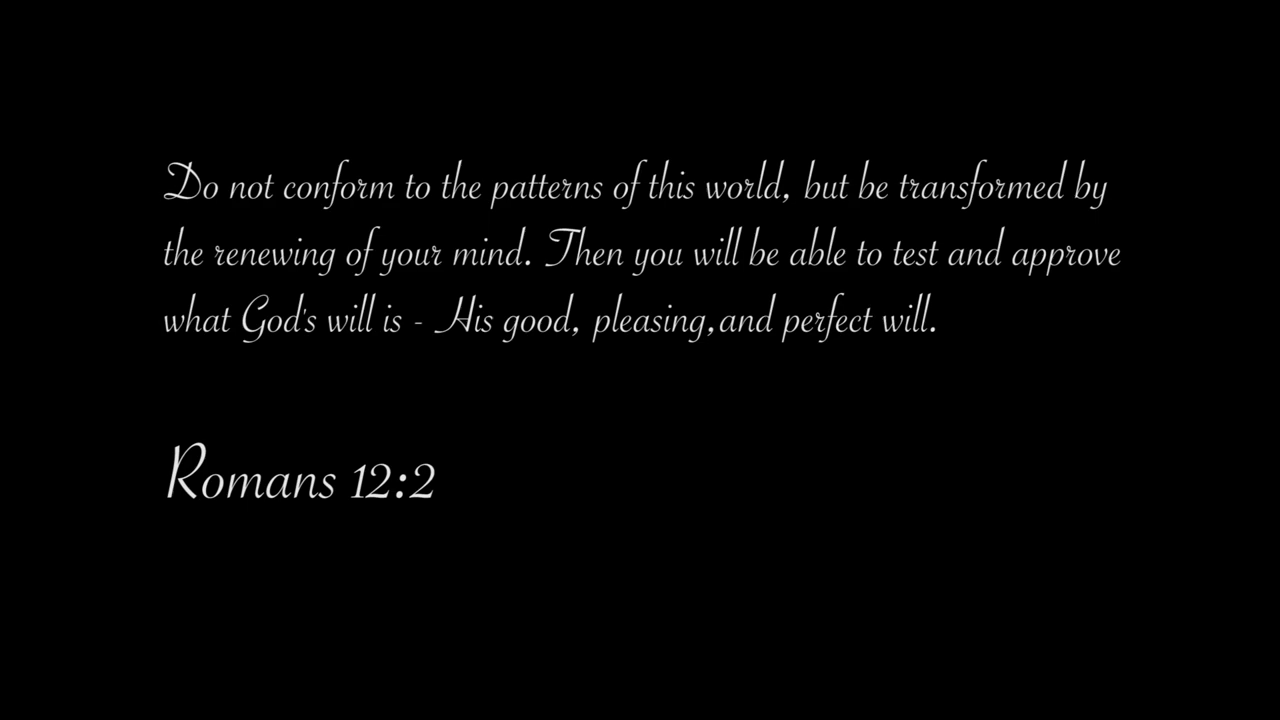 Do not conform to the patterns of this world, but be transformed by
the renewing of your mind. Then you will be able to test and approve
what God's will is - His good, pleasing,and perfect will.
Romans 12:2